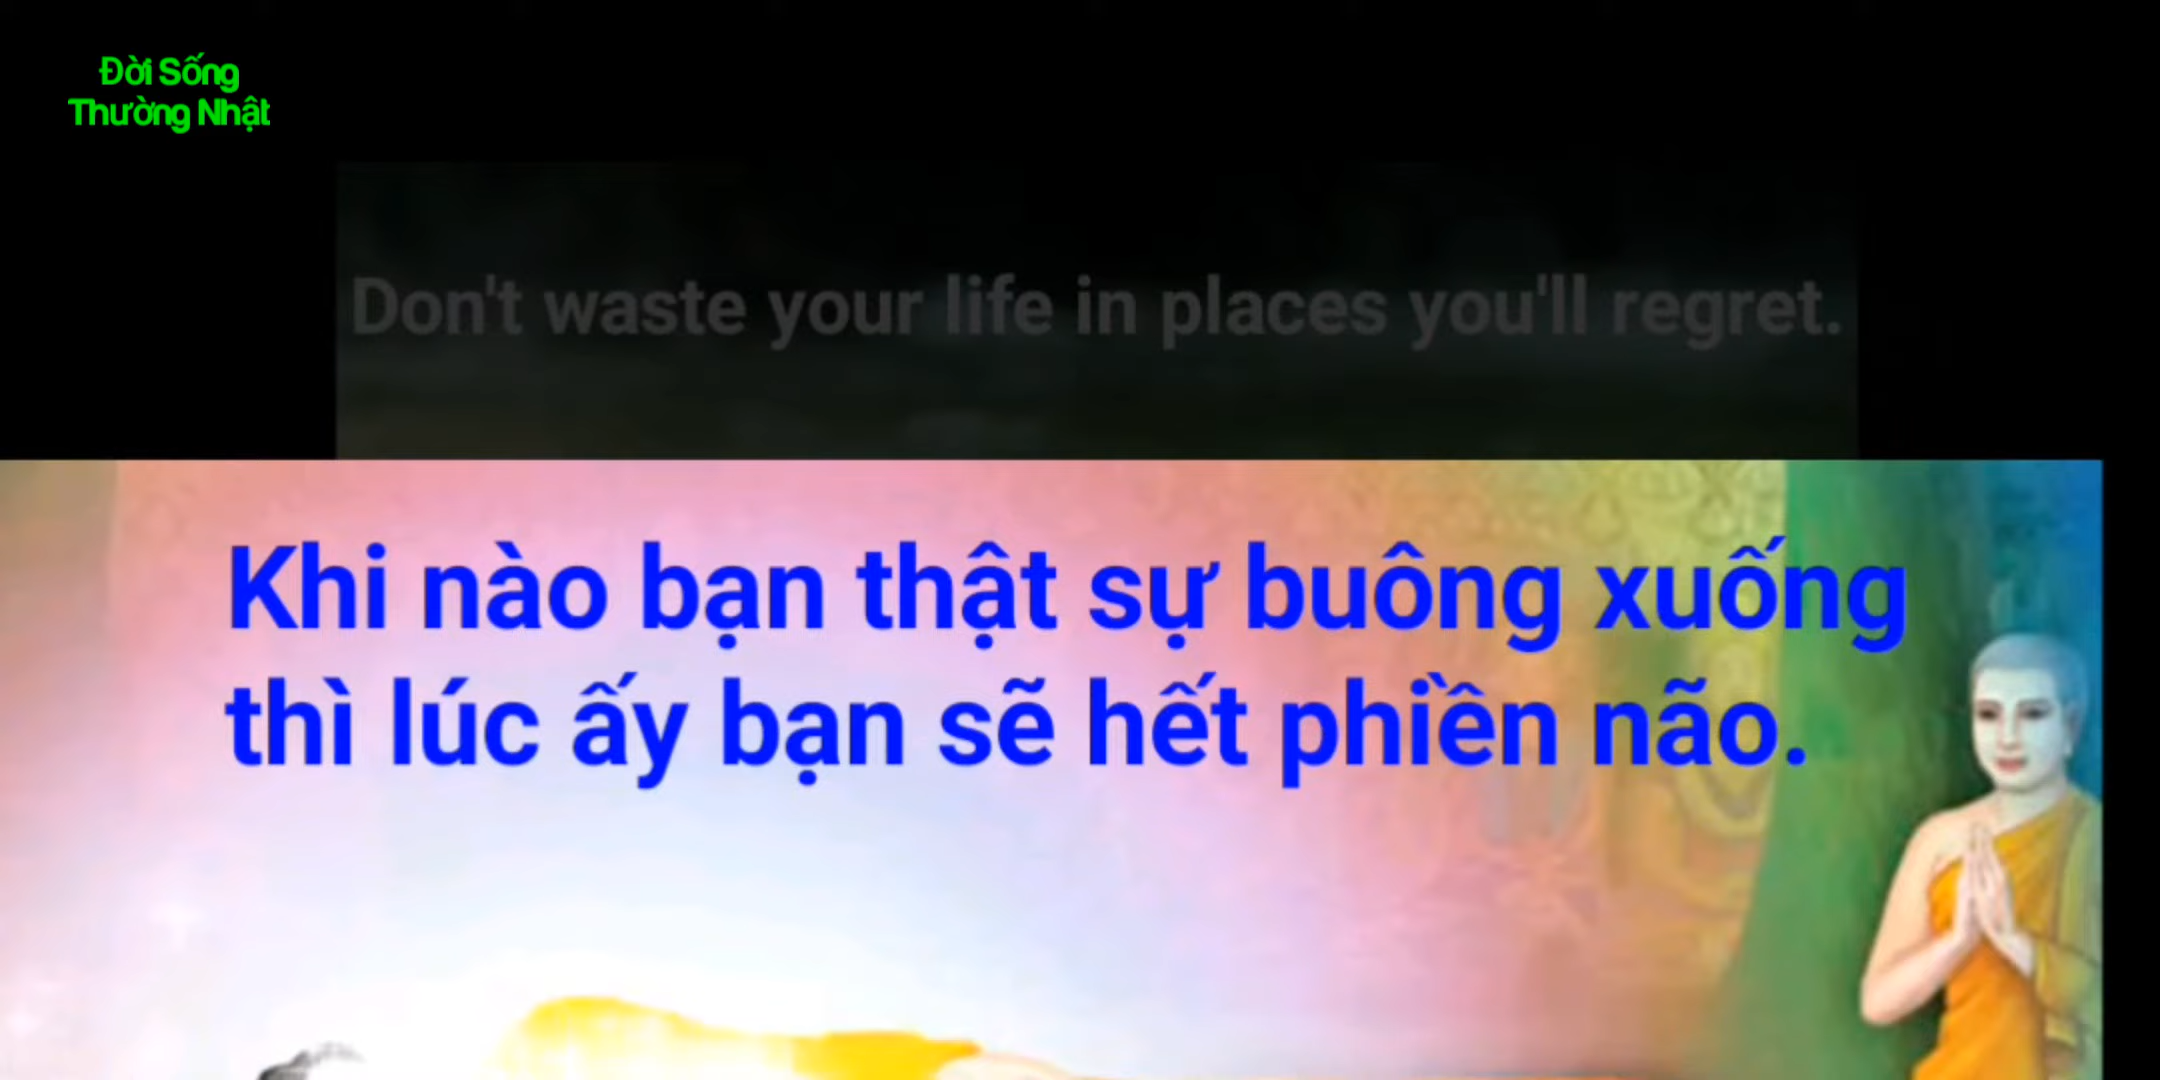 Đời Sống
Thường Nhật
Don't waste your life in places you'll regret.
Khi nào bạn thật sự buông xuống
thì lúc ấy bạn sẽ hết phiền não.